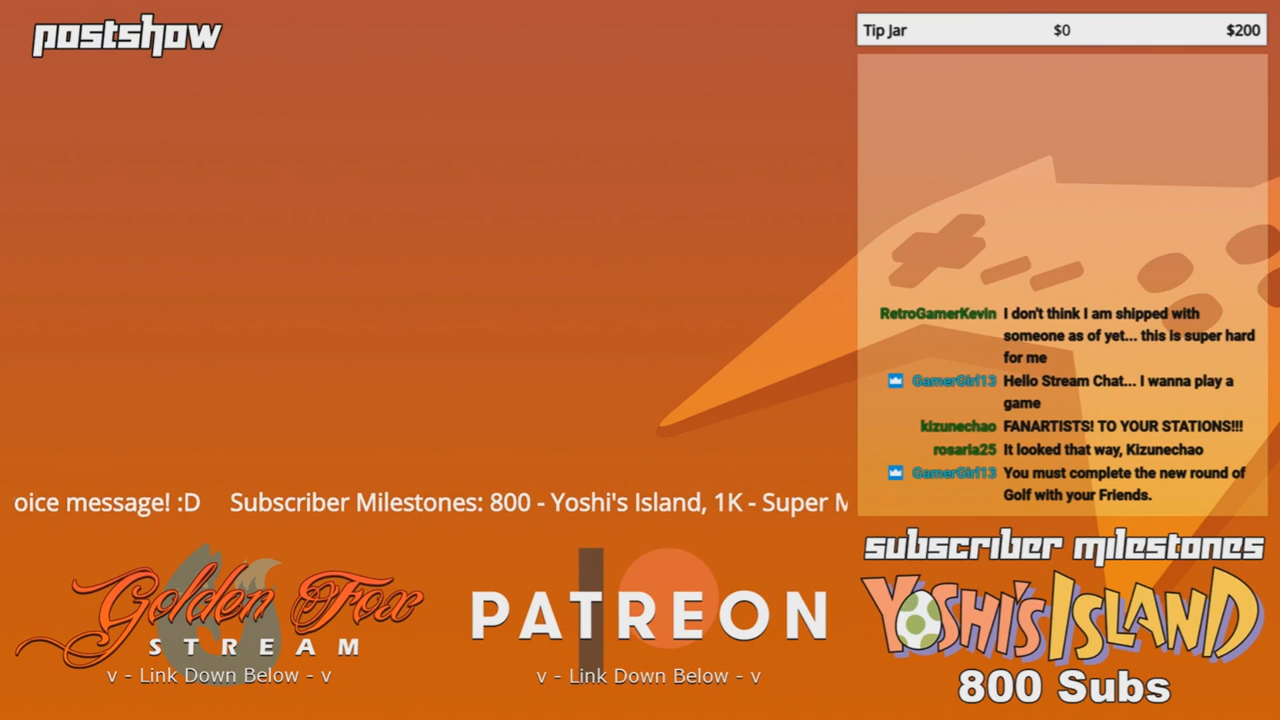 postshow
Tip Jar $0 $200
RetroGamerKevin I don't think I am shipped with
someone as of yet... this is super hard
for me
GamerGirl13 Hello Stream Chat... I wanna play a
game
kizunechao FANARTISTS! TO YOUR STATIONS!!!
rosaria25 It looked that way, Kizunechao
GamerGirl13 You must complete the new round of
Golf with your Friends.
oice message! :D Subscriber Milestones: 800 - Yoshi's Island, 1K - Super M
Golden Fox
STREAM
v - Link Down Below - v
PATREON
v - Link Down Below - v
subscriber milestones
YOSHI'S ISLAND
800 Subs